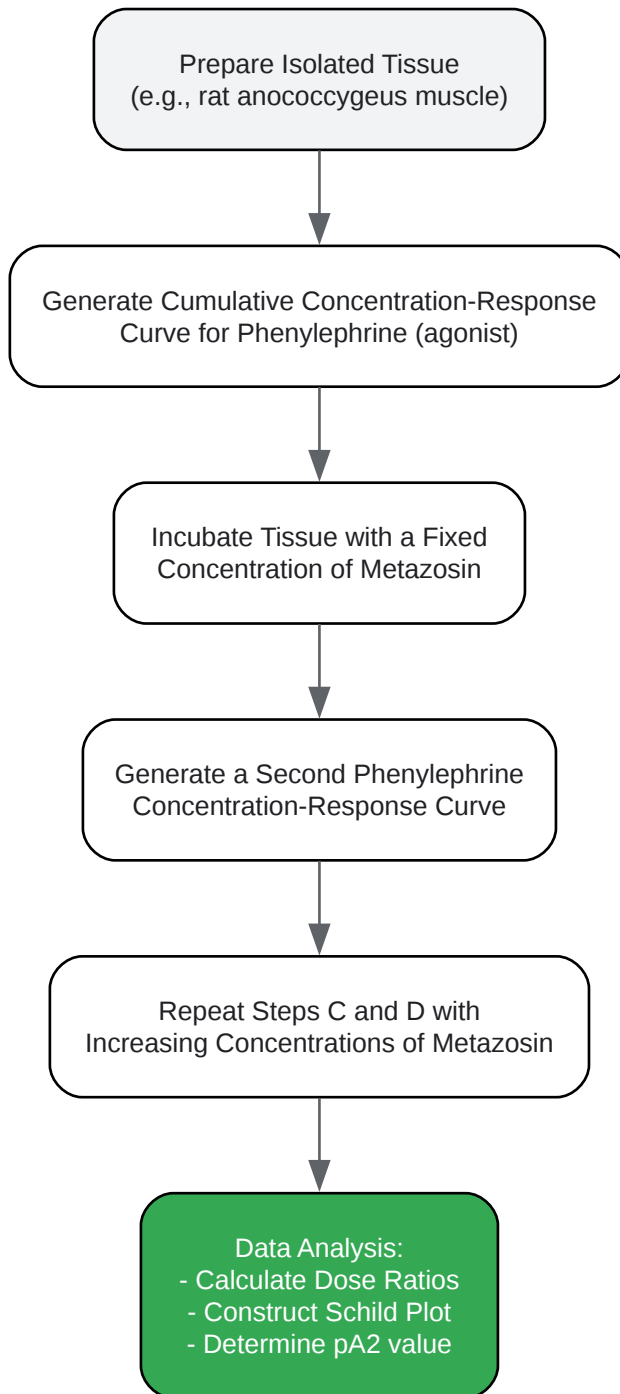 Prepare Isolated Tissue
(e.g., rat anococcygeus muscle)
Generate Cumulative Concentration-Response
Curve for Phenylephrine (agonist)
Incubate Tissue with a Fixed
Concentration of Metazosin
Generate a Second Phenylephrine
Concentration-Response Curve
Repeat Steps C and D with
Increasing Concentrations of Metazosin
Data Analysis:
- Calculate Dose Ratios
- Construct Schild Plot
- Determine pA2 value